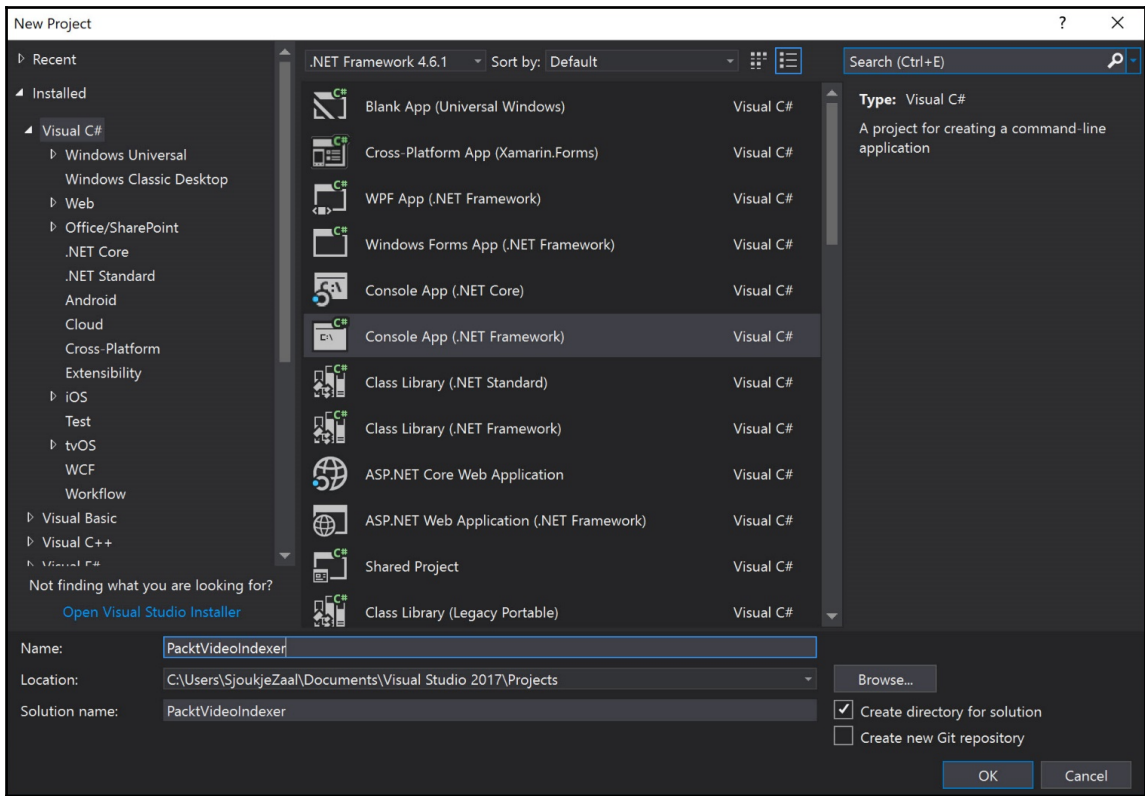 New Project
?
Recent
Installed
Visual C#
Windows Universal
Windows Classic Desktop
Web
Office/SharePoint
.NET Core
.NET Standard
Android
Cloud
Cross-Platform
Extensibility
iOS
Test
tvOS
WCF
Workflow
Visual Basic
Visual C++
Visual F#
Not finding what you are looking for?
Open Visual Studio Installer
.NET Framework 4.6.1 Sort by: Default
Blank App (Universal Windows) Visual C#
Cross-Platform App (Xamarin.Forms) Visual C#
WPF App (.NET Framework) Visual C#
Windows Forms App (.NET Framework) Visual C#
Console App (.NET Core) Visual C#
Console App (.NET Framework) Visual C#
Class Library (.NET Standard) Visual C#
Class Library (.NET Framework) Visual C#
ASP.NET Core Web Application Visual C#
ASP.NET Web Application (.NET Framework) Visual C#
Shared Project Visual C#
Class Library (Legacy Portable) Visual C#
Search (Ctrl+E)
Type: Visual C#
A project for creating a command-line
application
Name: PacktVideoIndexer
Location: C:\Users\SjoukjeZaal\Documents\Visual Studio 2017\Projects
Browse...
Solution name: PacktVideoIndexer
Create directory for solution
Create new Git repository
OK Cancel